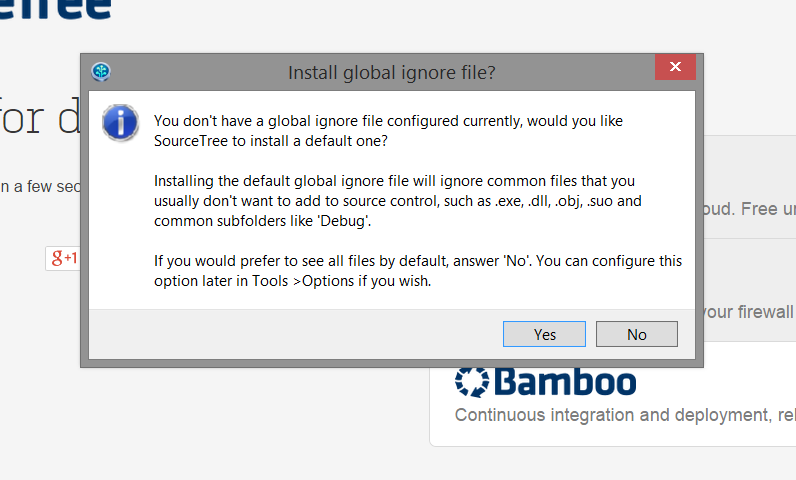 Install global ignore file?
You don't have a global ignore file configured currently, would you like
SourceTree to install a default one?
Installing the default global ignore file will ignore common files that you
usually don't want to add to source control, such as .exe, .dll, .obj, .suo and
common subfolders like 'Debug'.
If you would prefer to see all files by default, answer 'No'. You can configure this
option later in Tools >Options if you wish.
Yes No
for d
n a few sec
g+1
oud. Free
your firewall
Bamboo
Continuous integration and deployment,